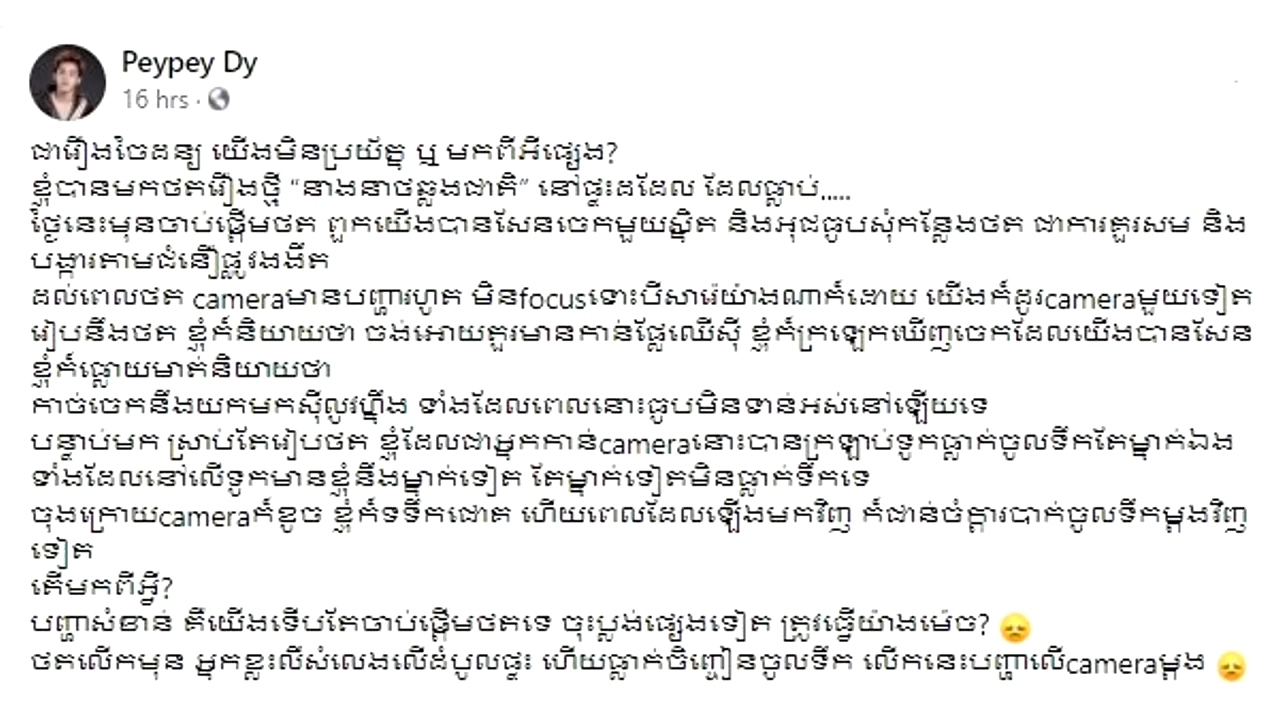 Peypey Dy
16 hrs ·
ជារឿងចៃដន្យ យើងមិនប្រយ័ត្ន ឬ មកពីអីផ្សេង?
ខ្ញុំបានមកថតរឿងថ្មី “នាងនាថឆ្លងជាតិ” នៅផ្ទះដដែល ដែលធ្លាប់.....
ថ្ងៃនេះមុនចាប់ផ្តើមថត ពួកយើងបានសែនចេកមួយស្និត និងអុជធូបសុំកន្លែងថត ជាការគួរសម និង
បង្ការតាមជំនឿផ្លូវងងឹត
ដល់ពេលថត cameraមានបញ្ហារហូត មិនfocusទោះបីសារ៉េយ៉ាងណាក៏ដោយ យើងក៏ដូរcameraមួយទៀត
រៀបនឹងថត ខ្ញុំក៏និយាយថា ចង់អោយតួរមានកាន់ផ្លែឈើស៊ី ខ្ញុំក៏ក្រឡេកឃើញចេកដែលយើងបានសែន
ខ្ញុំក៏ធ្លោយមាត់និយាយថា
កាច់ចេកនឹងយកមកស៊ីលូវហ្នឹង ទាំងដែលពេលនោះធូបមិនទាន់អស់នៅឡើយទេ
បន្ទាប់មក ស្រាប់តែរៀបថត ខ្ញុំដែលជាអ្នកកាន់cameraនោះបានក្រឡាប់ទូកធ្លាក់ចូលទឹកតែម្នាក់ឯង
ទាំងដែលនៅលើទូកមានខ្ញុំនឹងម្នាក់ទៀត តែម្នាក់ទៀតមិនធ្លាក់ទឹកទេ
ចុងក្រោយcameraក៏ខូច ខ្ញុំក៏ទទឹកជោគ ហើយពេលដែលឡើងមកវិញ ក៏ជាន់ចំក្តារបាក់ចូលទឹកម្តងវិញ
ទៀត
តើមកពីអ្វី?
បញ្ហាសំខាន់ គឺយើងទើបតែចាប់ផ្តើមថតទេ ចុះប្លង់ផ្សេងទៀត ត្រូវធ្វើយ៉ាងម៉េច? 😞
ថតលើកមុន អ្នកខ្លះលឺសំលេងលើដំបូលផ្ទះ ហើយធ្លាក់ចិញ្ចៀនចូលទឹក លើកនេះបញ្ហាលើcameraម្តង 😞